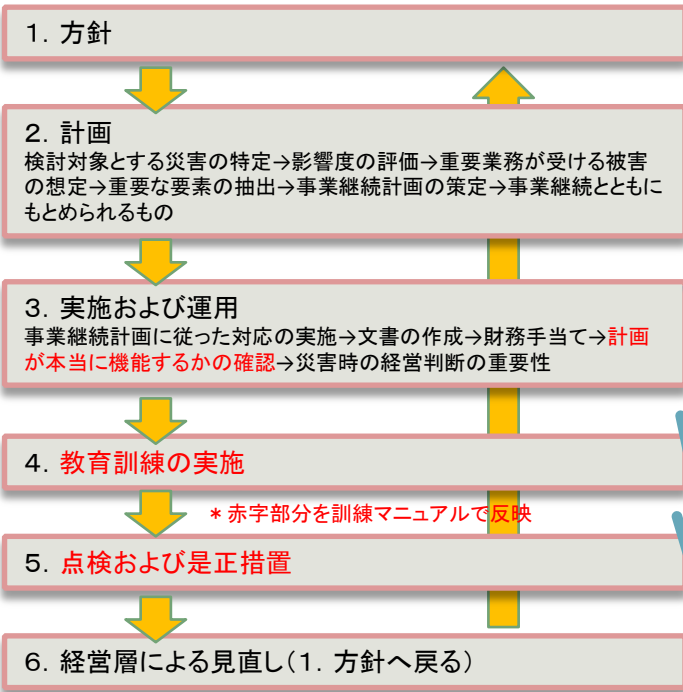 1．方針
2．計画
検討対象とする災害の特定→影響度の評価→重要業務が受ける被害
の想定→重要な要素の抽出→事業継続計画の策定→事業継続とともに
もとめられるもの
3．実施および運用
事業継続計画に従った対応の実施→文書の作成→財務手当て→計画
が本当に機能するかの確認→災害時の経営判断の重要性
4．教育訓練の実施
＊赤字部分を訓練マニュアルで反映
5．点検および是正措置
6．経営層による見直し（1．方針へ戻る）